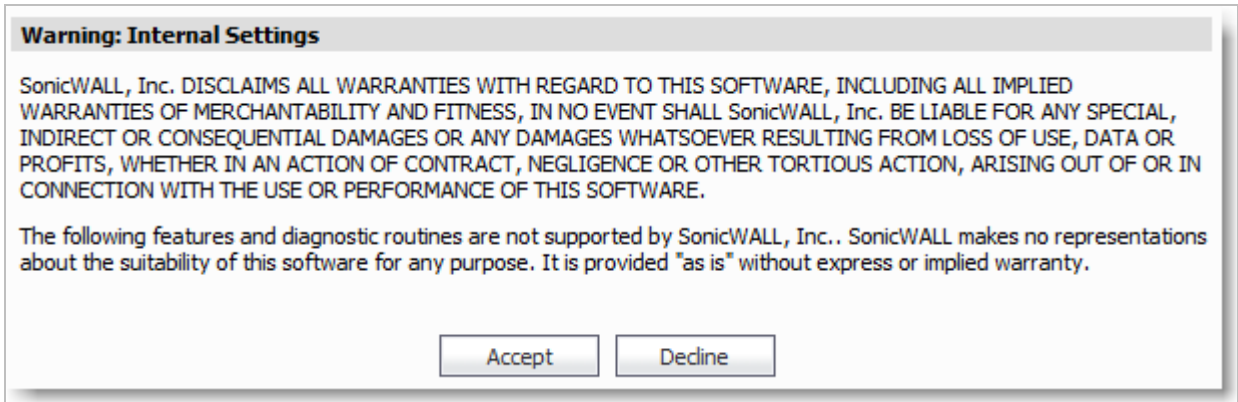 Warning: Internal Settings
SonicWALL, Inc. DISCLAIMS ALL WARRANTIES WITH REGARD TO THIS SOFTWARE, INCLUDING ALL IMPLIED
WARRANTIES OF MERCHANTABILITY AND FITNESS, IN NO EVENT SHALL SonicWALL, Inc. BE LIABLE FOR ANY SPECIAL,
INDIRECT OR CONSEQUENTIAL DAMAGES OR ANY DAMAGES WHATSOEVER RESULTING FROM LOSS OF USE, DATA OR
PROFITS, WHETHER IN AN ACTION OF CONTRACT, NEGLIGENCE OR OTHER TORTIOUS ACTION, ARISING OUT OF OR IN
CONNECTION WITH THE USE OR PERFORMANCE OF THIS SOFTWARE.
The following features and diagnostic routines are not supported by SonicWALL, Inc.. SonicWALL makes no representations
about the suitability of this software for any purpose. It is provided "as is" without express or implied warranty.
Accept Decline